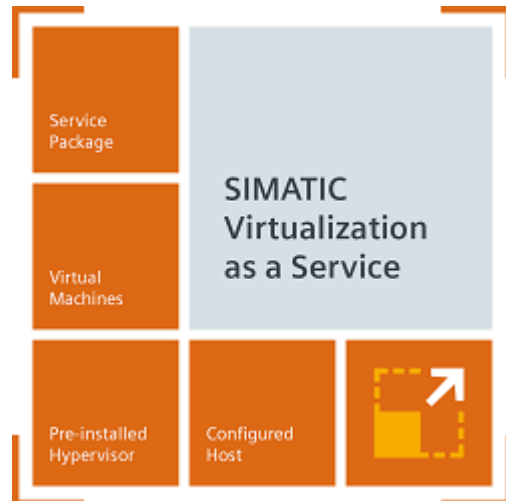 Service
Package
SIMATIC
Virtualization
as a Service
Virtual
Machines
Pre-installed
Hypervisor
Configured
Host